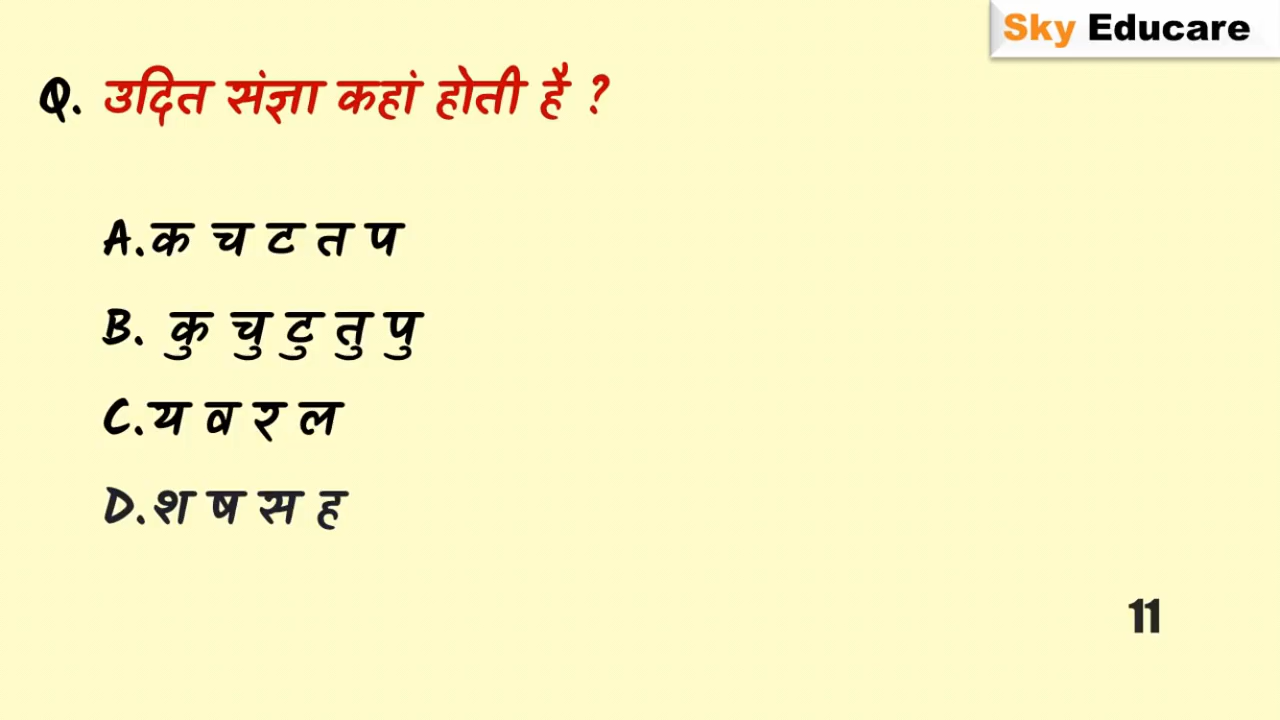 Sky Educare
Q. उदित संज्ञा कहां होती है ?
A.क च ट त प
B. कु चु टु तु पु
C.य व र ल
D.श ष स ह
11